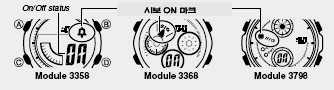 On/Off status
시보 ON 마크
A
B
C
D
Module 3358
Module 3368
Module 3798